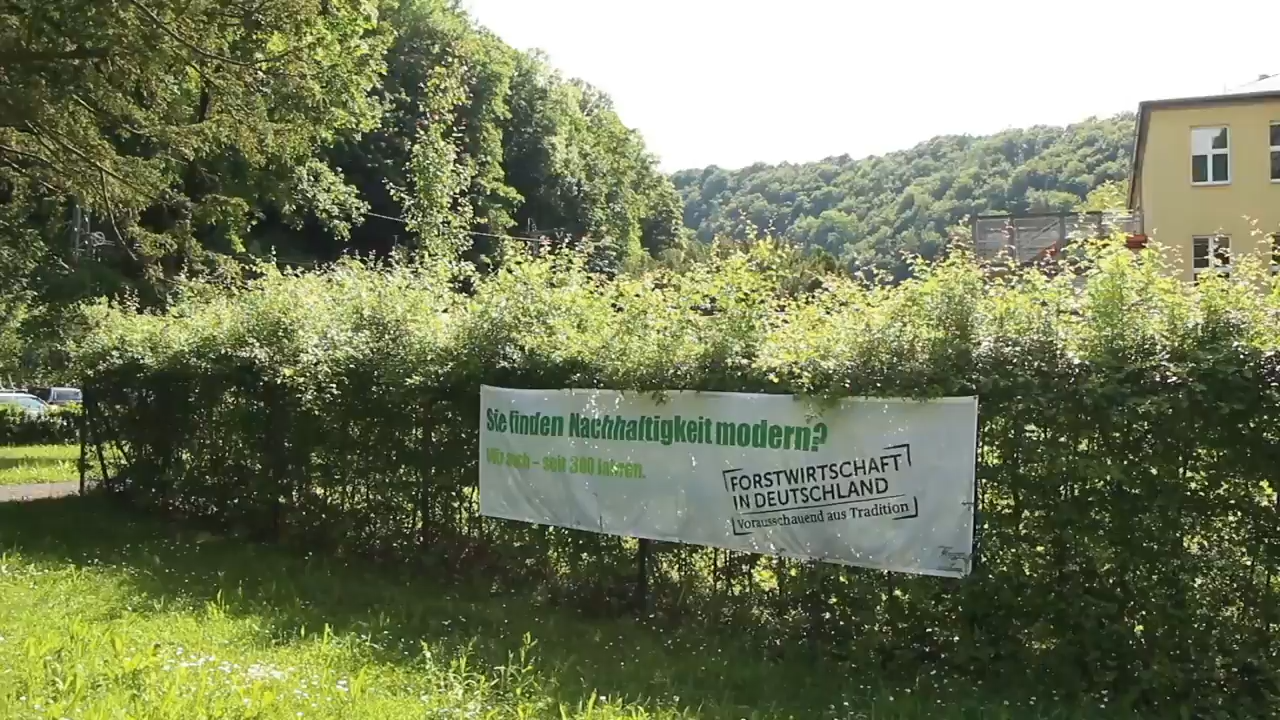 Sie finden Nachhaltigkeit modern?
Wir auch – seit 300 Jahren.
FORSTWIRTSCHAFT
IN DEUTSCHLAND
Vorausschauend aus Tradition